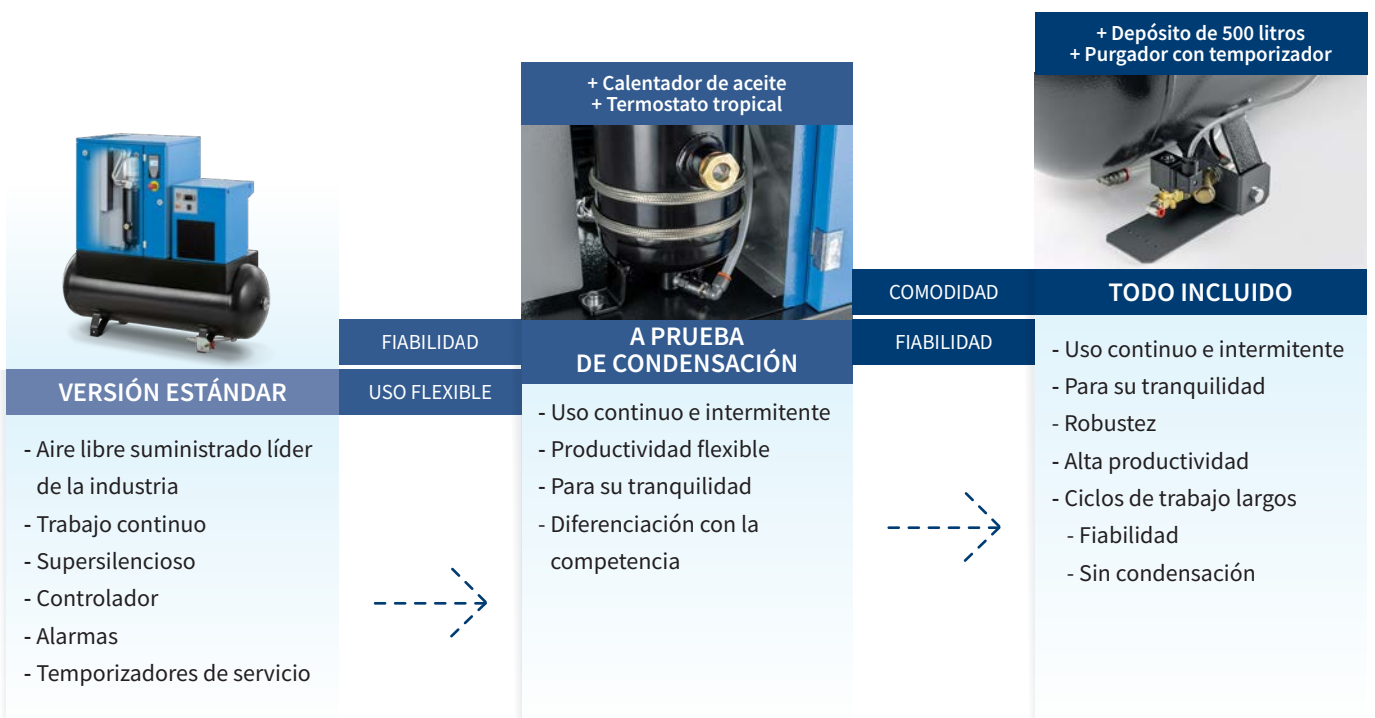 VERSIÓN ESTÁNDAR
- Aire libre suministrado líder
de la industria
- Trabajo continuo
- Supersilencioso
- Controlador
- Alarmas
- Temporizadores de servicio
FIABILIDAD
USO FLEXIBLE
+ Calentador de aceite
+ Termostato tropical
A PRUEBA
DE CONDENSACIÓN
- Uso continuo e intermitente
- Productividad flexible
- Para su tranquilidad
- Diferenciación con la
competencia
COMODIDAD
FIABILIDAD
+ Depósito de 500 litros
+ Purgador con temporizador
TODO INCLUIDO
- Uso continuo e intermitente
- Para su tranquilidad
- Robustez
- Alta productividad
- Ciclos de trabajo largos
- Fiabilidad
- Sin condensación